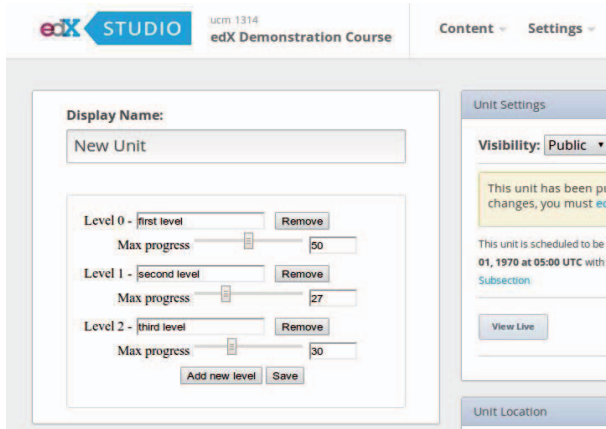 edX STUDIO
ucm 1314
edX Demonstration Course
Content
Settings
Display Name:
New Unit
Level 0 - first level Remove
Max progress 50
Level 1 - second level Remove
Max progress 27
Level 2 - third level Remove
Max progress 30
Add new level Save
Unit Settings
Visibility: Public
This unit has been
changes, you must
This unit is scheduled to be
01, 1970 at 05:00 UTC with
Subsection
View Live
Unit Location